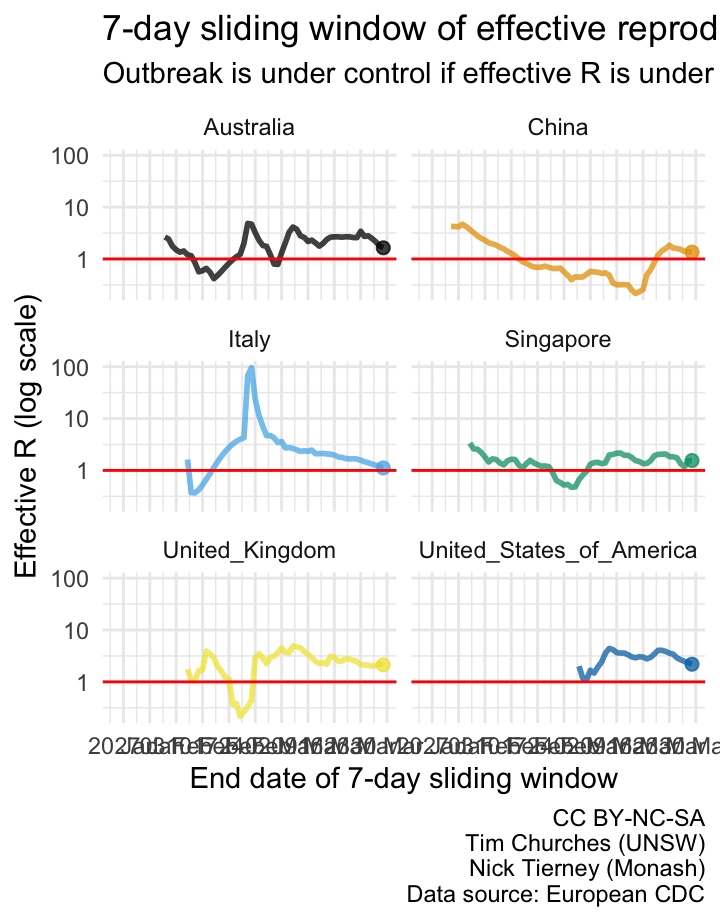 7-day sliding window of effective reprod
Outbreak is under control if effective R is under
Australia
China
100
10
1
Italy
Singapore
100
10
1
United_Kingdom
United_States_of_America
100
10
1
Effective R (log scale)
End date of 7-day sliding window
CC BY-NC-SA
Tim Churches (UNSW)
Nick Tierney (Monash)
Data source: European CDC